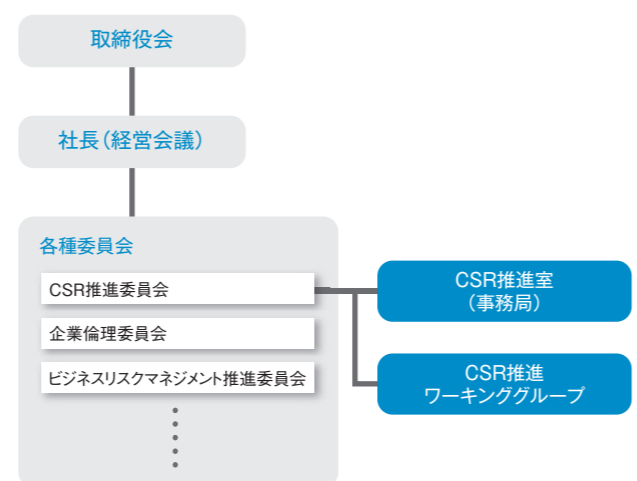 取締役会
社長（経営会議）
各種委員会
CSR推進委員会
企業倫理委員会
ビジネスリスクマネジメント推進委員会
CSR推進室
（事務局）
CSR推進
ワーキンググループ